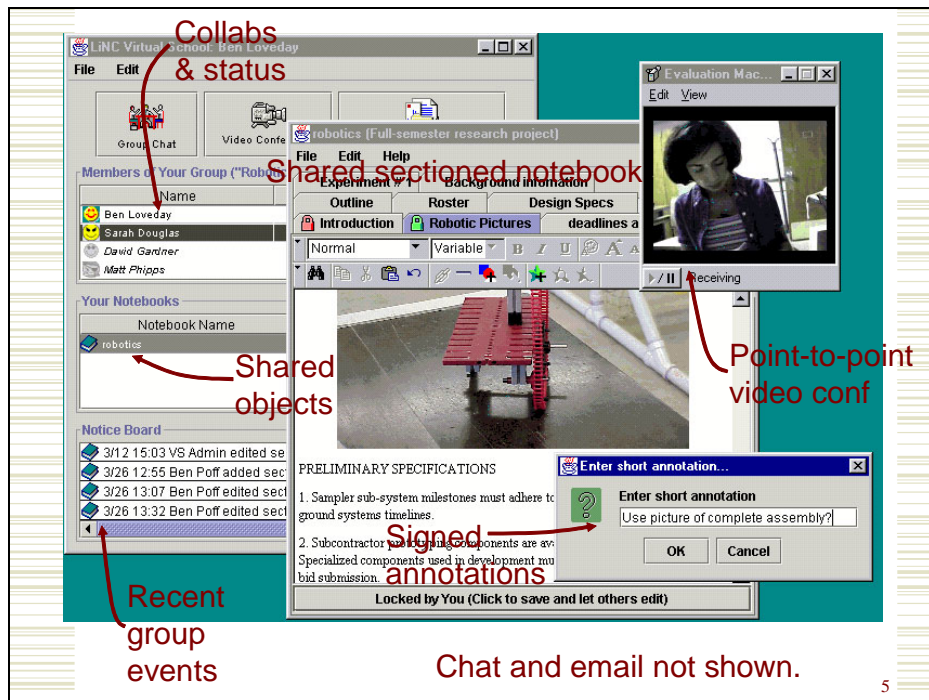 Collabs
& status
LiNC Virtual School: Ben Loveday
File Edit
Group Chat
Video Confe
Members of Your Group ("Robot
Name
Ben Loveday
Sarah Douglas
David Gardner
Matt Phipps
Your Notebooks
Notebook Name
robotics
Shared
objects
Notice Board
3/12 15:03 VS Admin edited se
3/26 12:55 Ben Poff added sect
3/26 13:07 Ben Poff edited sect
3/26 13:32 Ben Poff edited sect
Recent
group
events
robotics (Full-semester research project)
File Edit Help
Shared sectioned notebook
Experiment # 1 Background infomation
Outline Roster Design Specs
Introduction Robotic Pictures deadlines a
Normal Variable B I U A A
PRELIMINARY SPECIFICATIONS
1. Sampler sub-system milestones must adhere to
ground systems timelines.
2. Subcontractor prototyping components are ava
Specialized components used in development mu
bid submission.
Signed
annotations
Locked by You (Click to save and let others edit)
Evaluation Mac...
Edit View
Receiving
Point-to-point
video conf
Enter short annotation...
Enter short annotation
Use picture of complete assembly?
OK Cancel
Chat and email not shown.
5